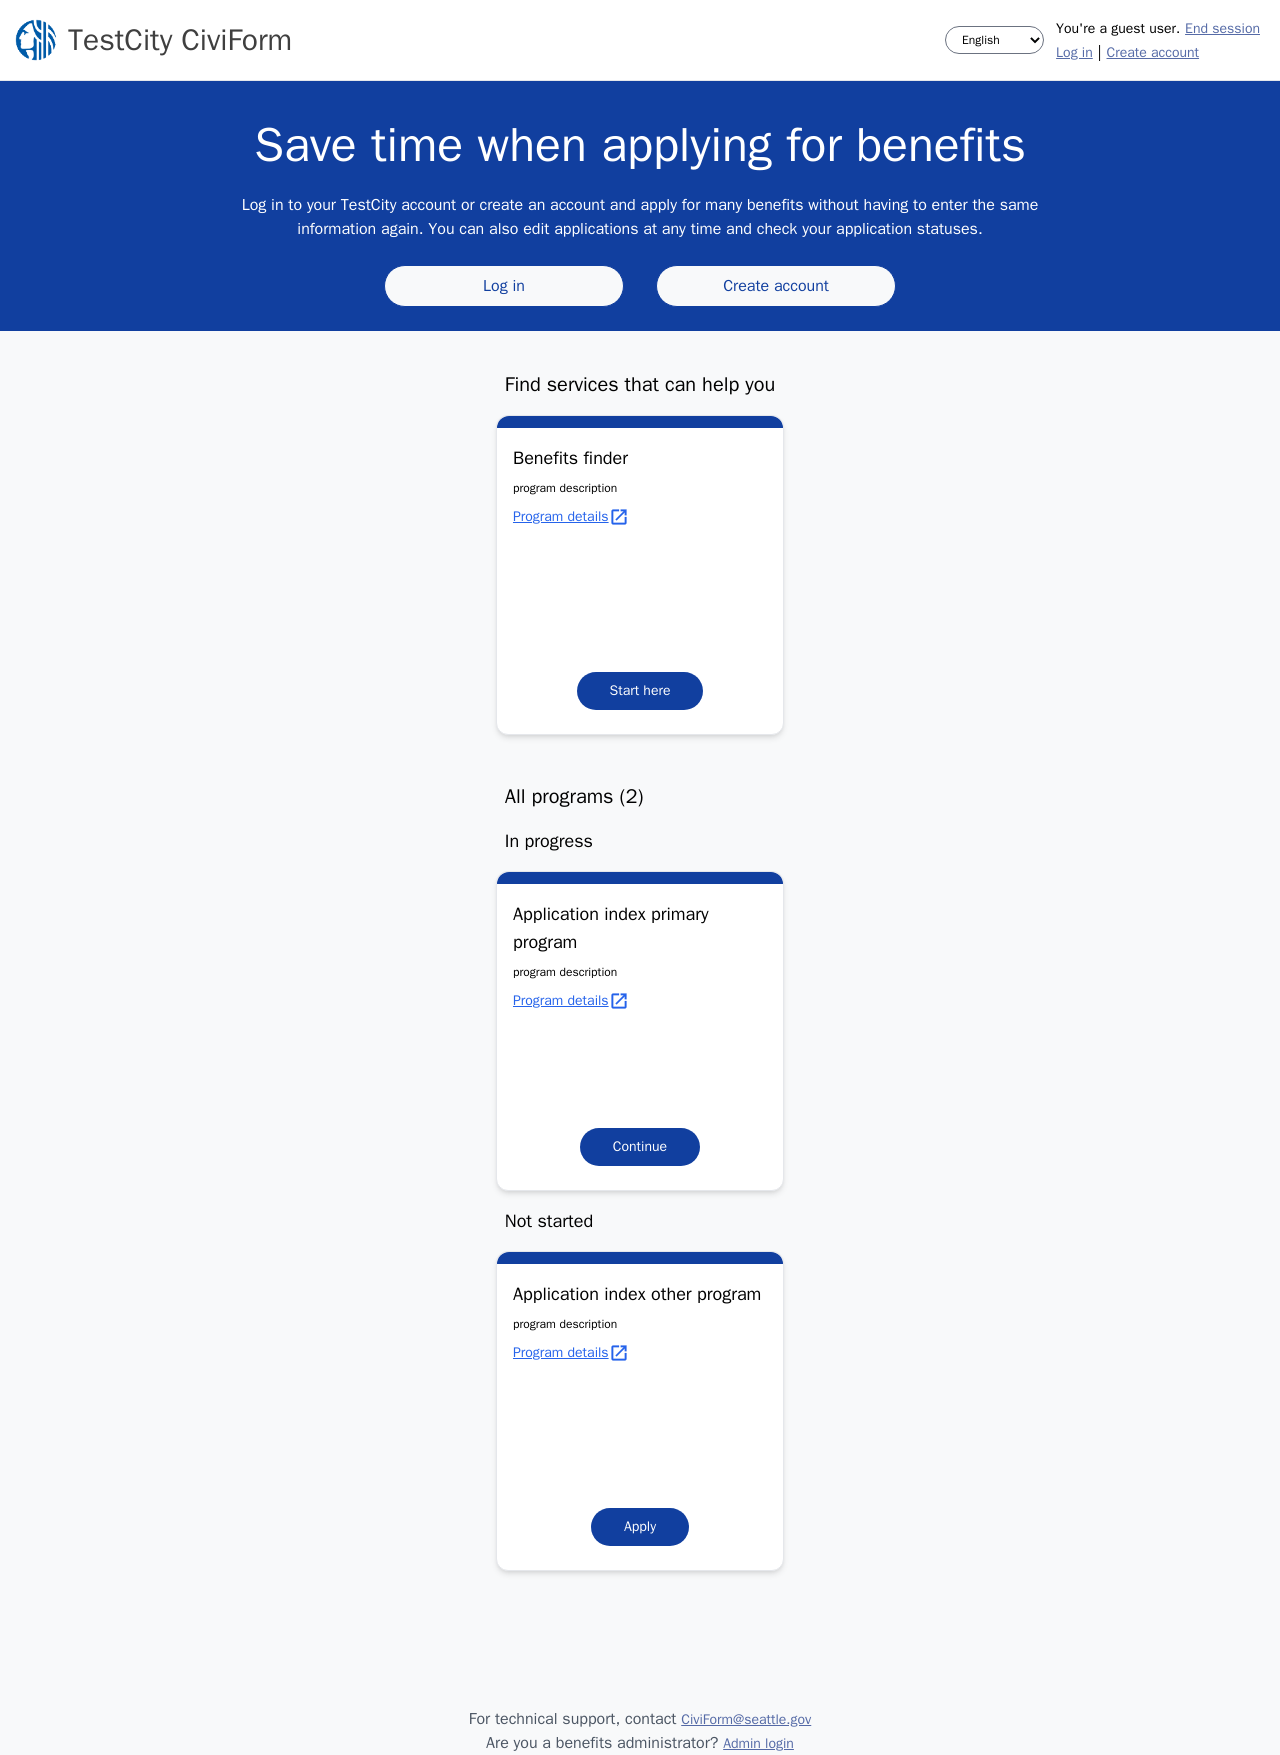 TestCity CiviForm
English
You're a guest user. End session
Log in | Create account
Save time when applying for benefits
Log in to your TestCity account or create an account and apply for many benefits without having to enter the same
information again. You can also edit applications at any time and check your application statuses.
Log in
Create account
Find services that can help you
Benefits finder
program description
Program details
Start here
All programs (2)
In progress
Application index primary
program
program description
Program details
Continue
Not started
Application index other program
program description
Program details
Apply
For technical support, contact CiviForm@seattle.gov
Are you a benefits administrator? Admin login